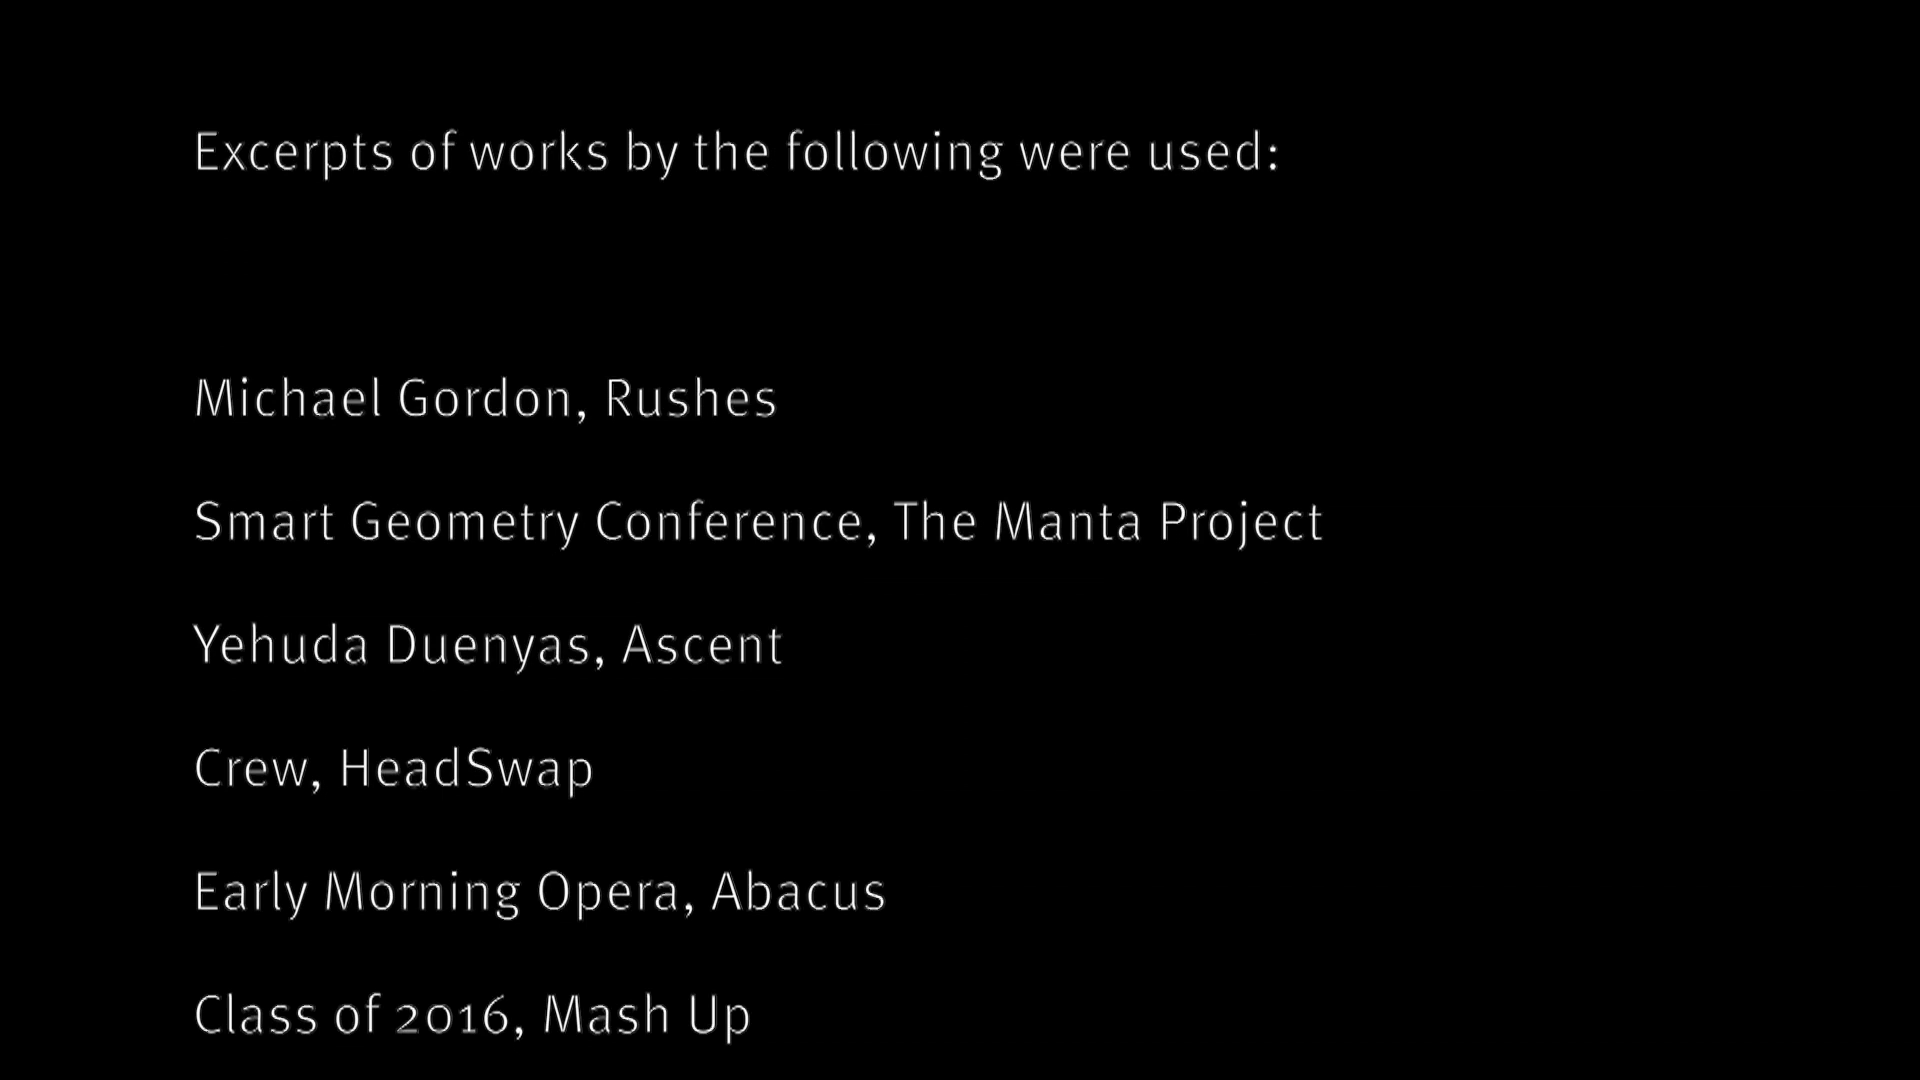 Excerpts of works by the following were used:
Michael Gordon, Rushes
Smart Geometry Conference, The Manta Project
Yehuda Duenyas, Ascent
Crew, HeadSwap
Early Morning Opera, Abacus
Class of 2016, Mash Up